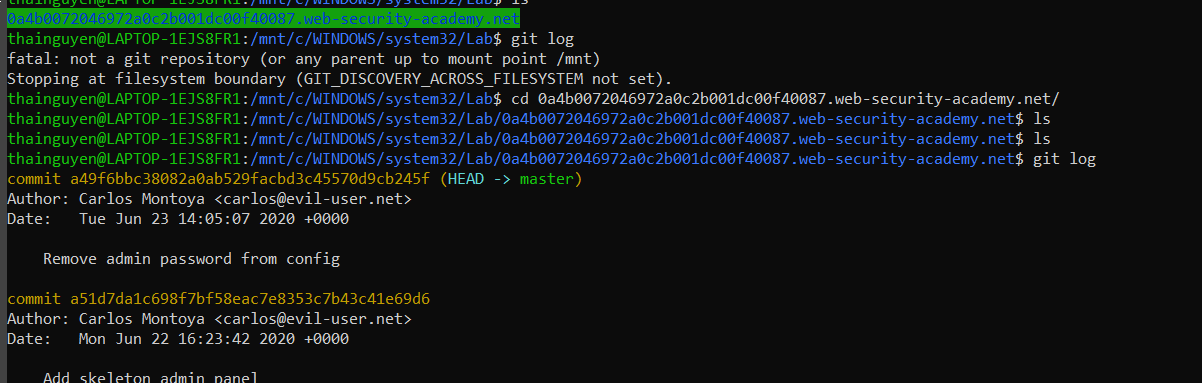 thainguyen@LAPTOP-1EJS8FR1:/mnt/c/WINDOWS/system32/Lab$ ls
0a4b0072046972a0c2b001dc00f40087.web-security-academy.net
thainguyen@LAPTOP-1EJS8FR1:/mnt/c/WINDOWS/system32/Lab$ git log
fatal: not a git repository (or any parent up to mount point /mnt)
Stopping at filesystem boundary (GIT_DISCOVERY_ACROSS_FILESYSTEM not set).
thainguyen@LAPTOP-1EJS8FR1:/mnt/c/WINDOWS/system32/Lab$ cd 0a4b0072046972a0c2b001dc00f40087.web-security-academy.net/
thainguyen@LAPTOP-1EJS8FR1:/mnt/c/WINDOWS/system32/Lab/0a4b0072046972a0c2b001dc00f40087.web-security-academy.net$ ls
thainguyen@LAPTOP-1EJS8FR1:/mnt/c/WINDOWS/system32/Lab/0a4b0072046972a0c2b001dc00f40087.web-security-academy.net$ ls
thainguyen@LAPTOP-1EJS8FR1:/mnt/c/WINDOWS/system32/Lab/0a4b0072046972a0c2b001dc00f40087.web-security-academy.net$ git log
commit a49f6bbc38082a0ab529facbd3c45570d9cb245f (HEAD -> master)
Author: Carlos Montoya <carlos@evil-user.net>
Date:   Tue Jun 23 14:05:07 2020 +0000
    Remove admin password from config
commit a51d7da1c698f7bf58eac7e8353c7b43c41e69d6
Author: Carlos Montoya <carlos@evil-user.net>
Date:   Mon Jun 22 16:23:42 2020 +0000
    Add skeleton admin panel